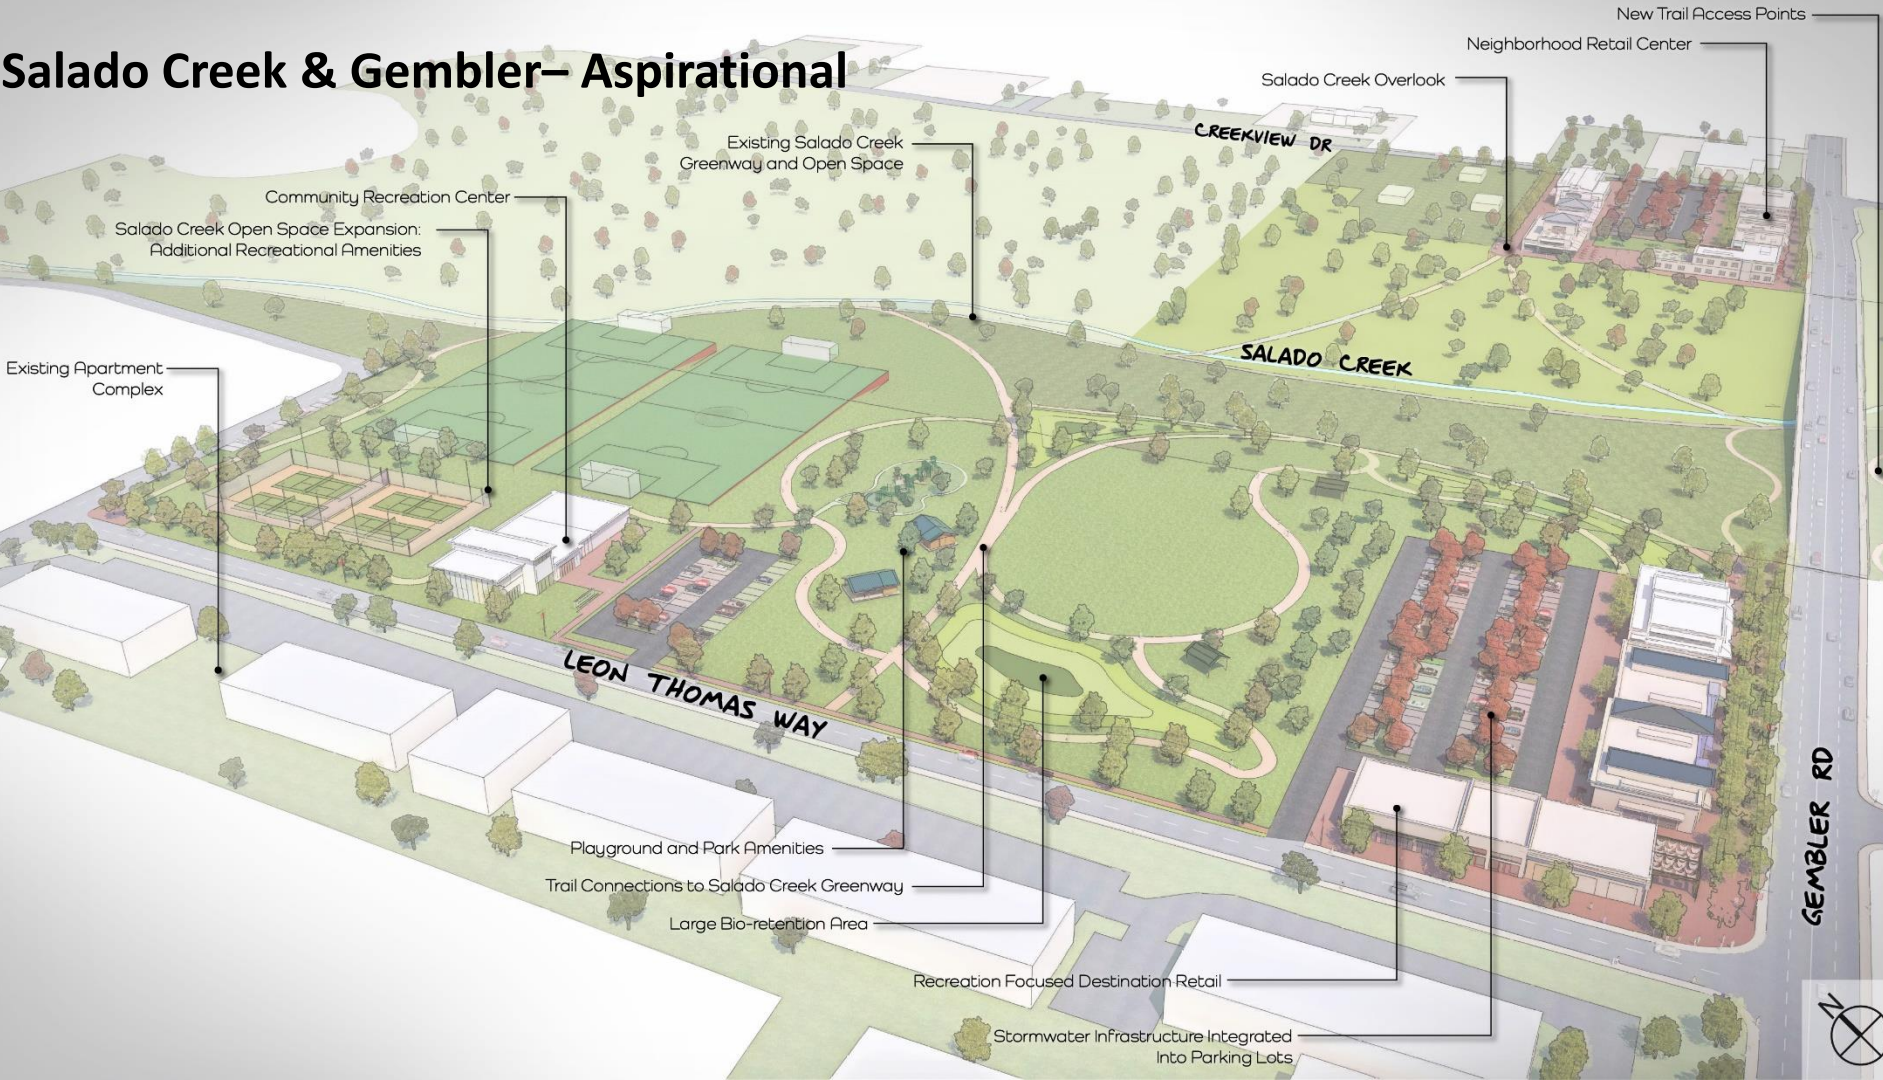 New Trail Access Points
Neighborhood Retail Center
Salado Creek & Gembler– Aspirational
Salado Creek Overlook
CREEKVIEW DR
Existing Salado Creek
Greenway and Open Space
Community Recreation Center
Salado Creek Open Space Expansion:
Additional Recreational Amenities
SALADO CREEK
Existing Apartment
Complex
LEON THOMAS WAY
GEMBLER RD
Playground and Park Amenities
Trail Connections to Salado Creek Greenway
Large Bio-retention Area
Recreation Focused Destination Retail
Stormwater Infrastructure Integrated
Into Parking Lots
N